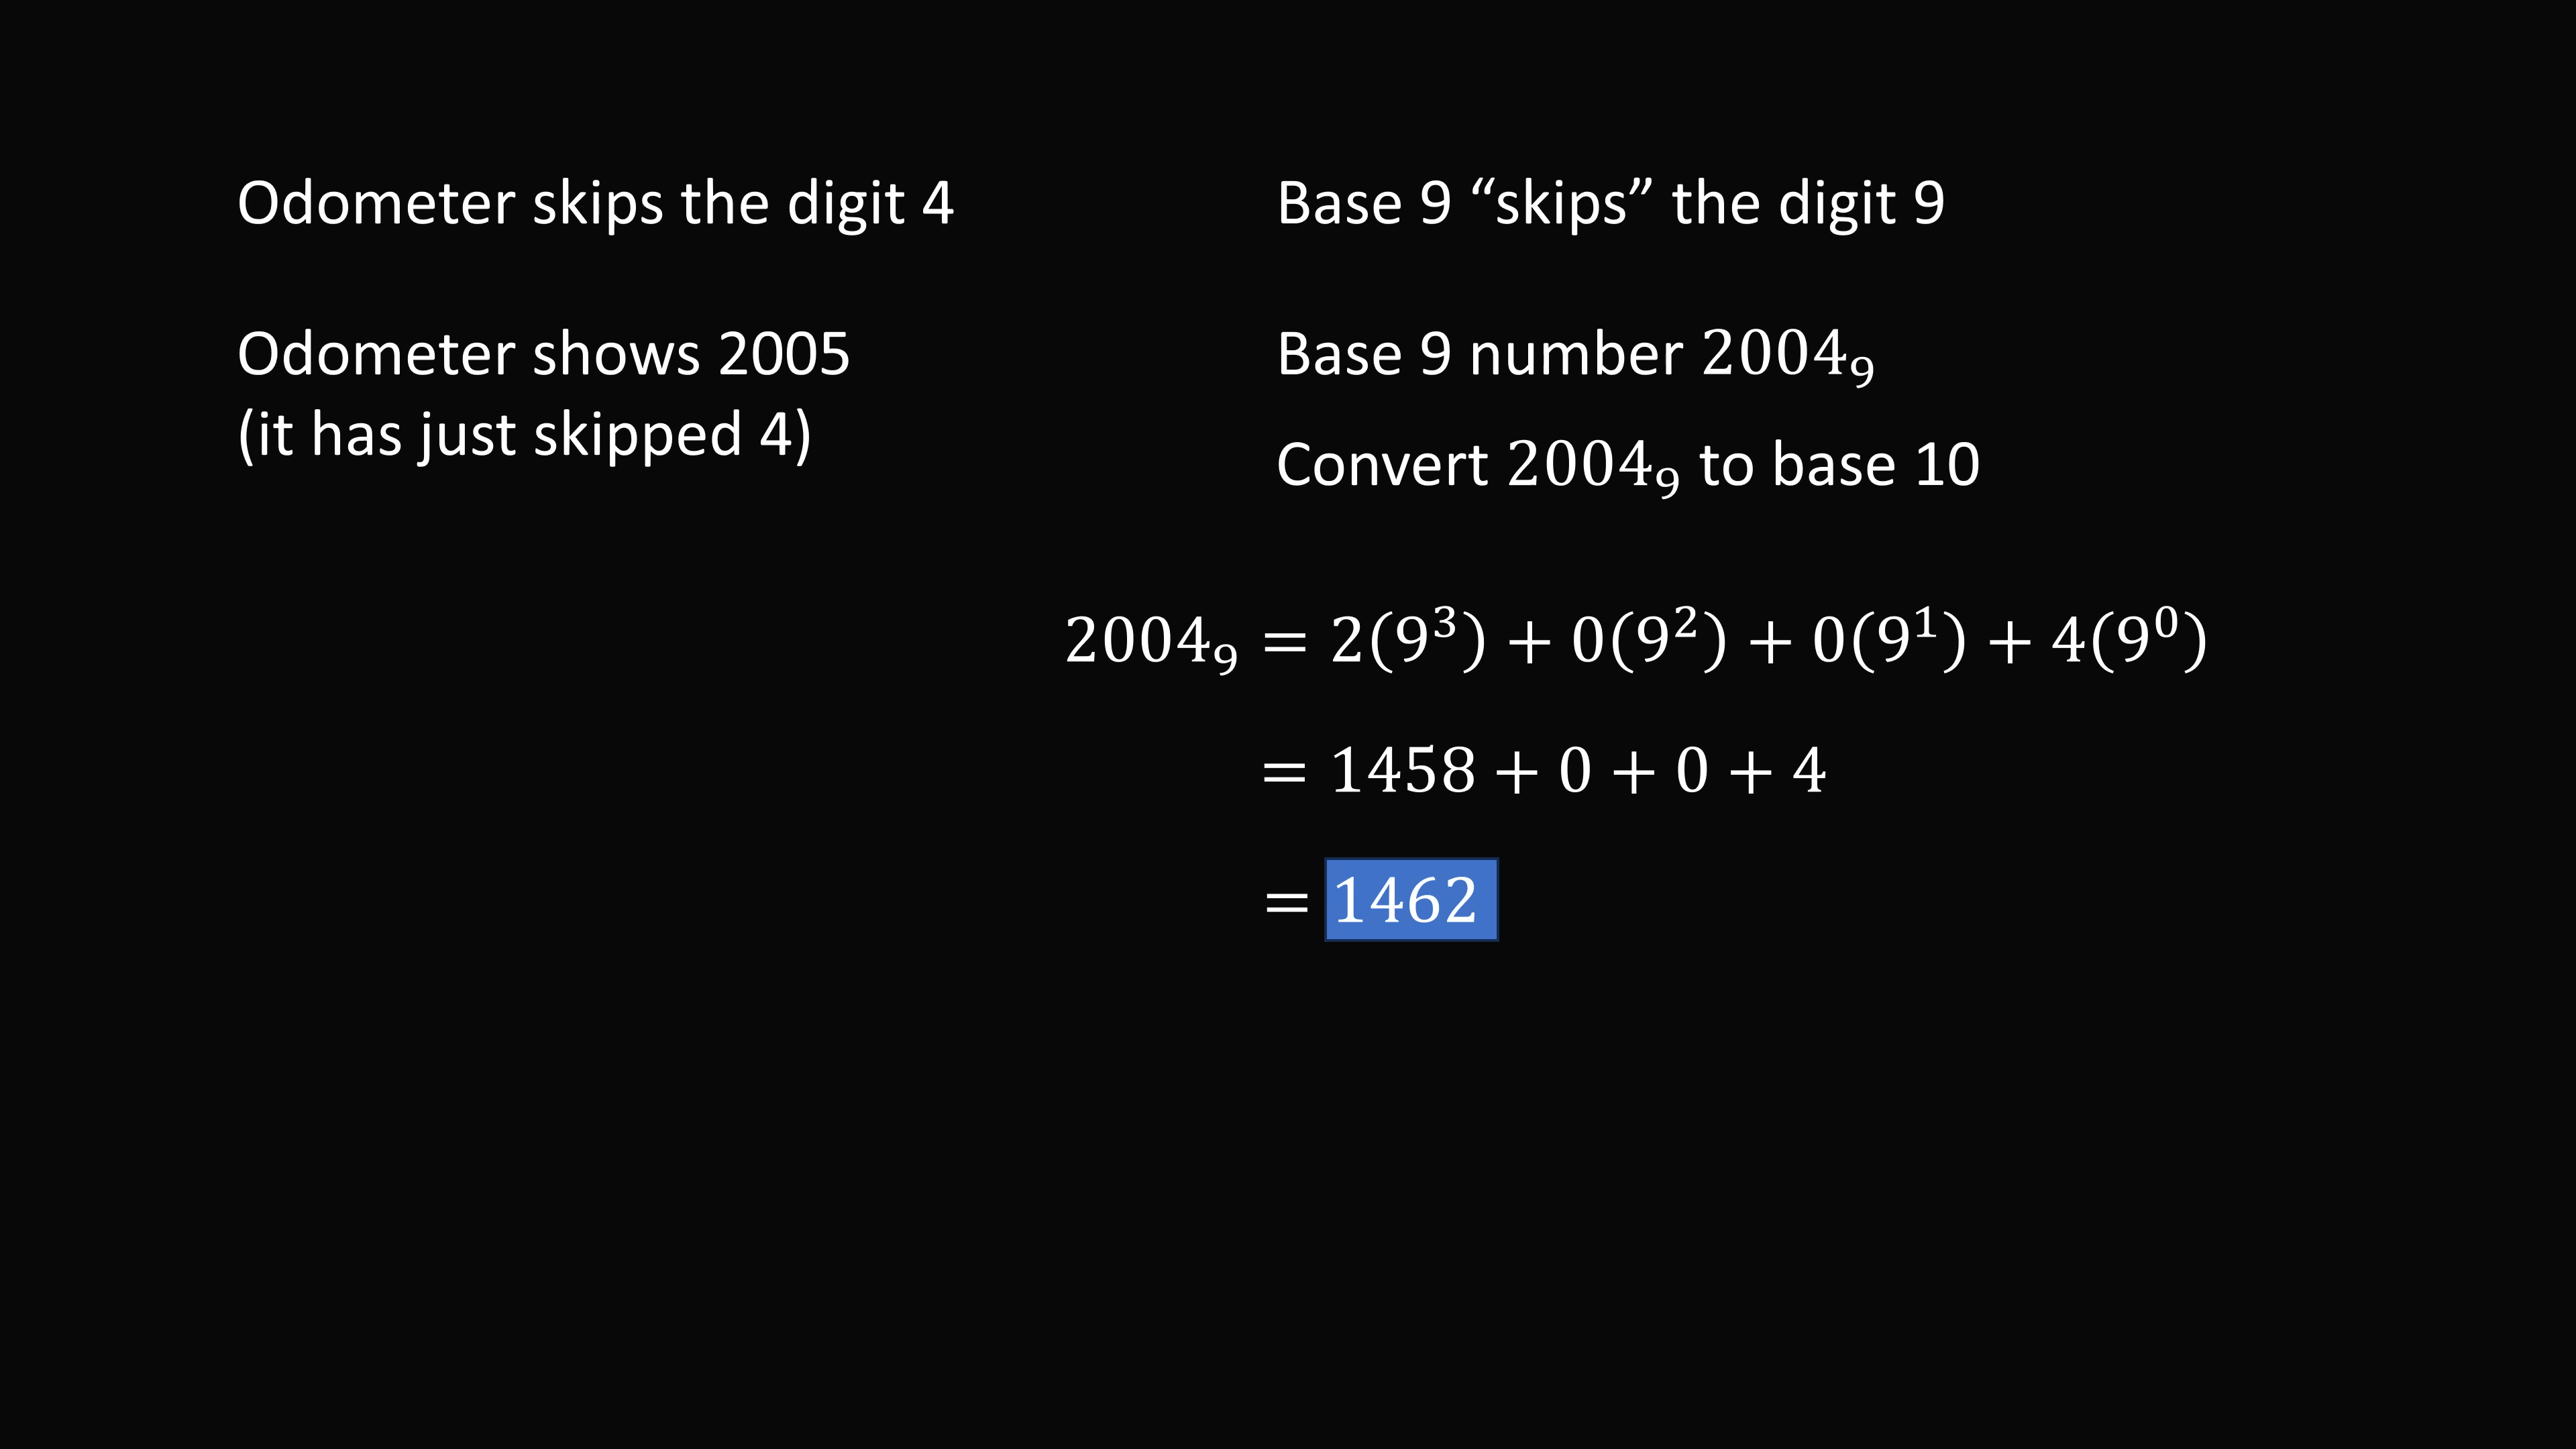 Odometer skips the digit 4
Odometer shows 2005
(it has just skipped 4)
Base 9 “skips” the digit 9
Base 9 number 2004₉
Convert 2004₉ to base 10
2004₉ = 2(9³) + 0(9²) + 0(9¹) + 4(9⁰)
= 1458 + 0 + 0 + 4
= 1462